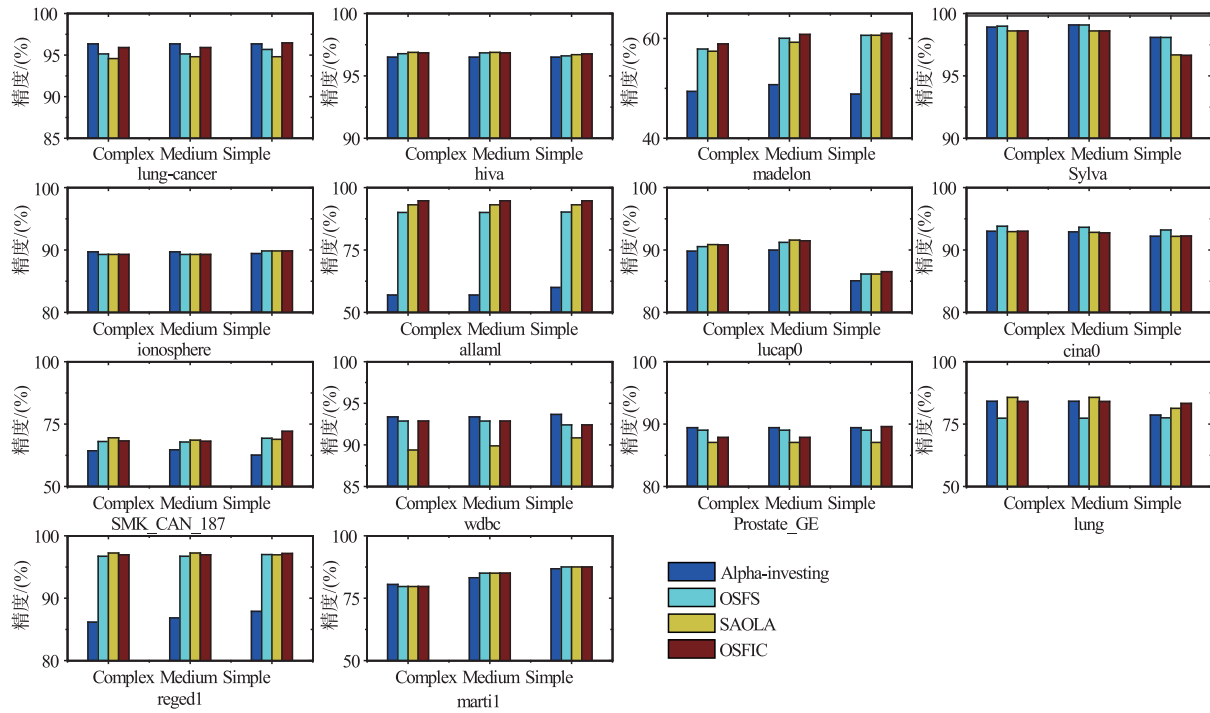 100
95
90
85
精度/(%)
Complex Medium Simple
lung-cancer
100
95
90
精度/(%)
Complex Medium Simple
hiva
60
40
精度/(%)
Complex Medium Simple
madelon
100
95
90
精度/(%)
Complex Medium Simple
Sylva
100
90
80
精度/(%)
Complex Medium Simple
ionosphere
100
75
50
精度/(%)
Complex Medium Simple
allaml
100
90
80
精度/(%)
Complex Medium Simple
lucap0
100
90
80
精度/(%)
Complex Medium Simple
cina0
100
75
50
精度/(%)
Complex Medium Simple
SMK_CAN_187
100
95
90
85
精度/(%)
Complex Medium Simple
wdbc
100
90
80
精度/(%)
Complex Medium Simple
Prostate_GE
100
75
50
精度/(%)
Complex Medium Simple
lung
100
90
80
精度/(%)
Complex Medium Simple
reged1
100
75
50
精度/(%)
Complex Medium Simple
marti1
Alpha-investing
OSFS
SAOLA
OSFIC